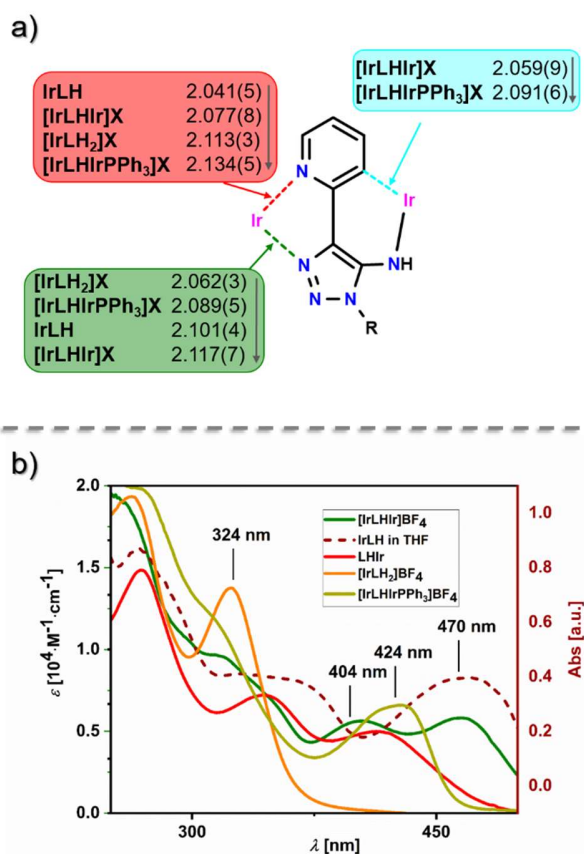 a)
IrLH 2.041(5)
[IrLHIr]X 2.077(8)
[IrLH₂]X 2.113(3)
[IrLHIrPPh₃]X 2.134(5)
[IrLHIr]X 2.059(9)
[IrLHIrPPh₃]X 2.091(6)
N
Ir
Ir
N
NH
N
N
R
[IrLH₂]X 2.062(3)
[IrLHIrPPh₃]X 2.089(5)
IrLH 2.101(4)
[IrLHIr]X 2.117(7)
b)
2.0
1.5
1.0
0.5
0.0
ε [10⁴·M⁻¹·cm⁻¹]
[IrLHIr]BF₄
IrLH in THF
LHIr
[IrLH₂]BF₄
[IrLHIrPPh₃]BF₄
324 nm
404 nm
424 nm
470 nm
1.0
0.8
0.6
0.4
0.2
0.0
Abs [a.u.]
300
450
λ [nm]